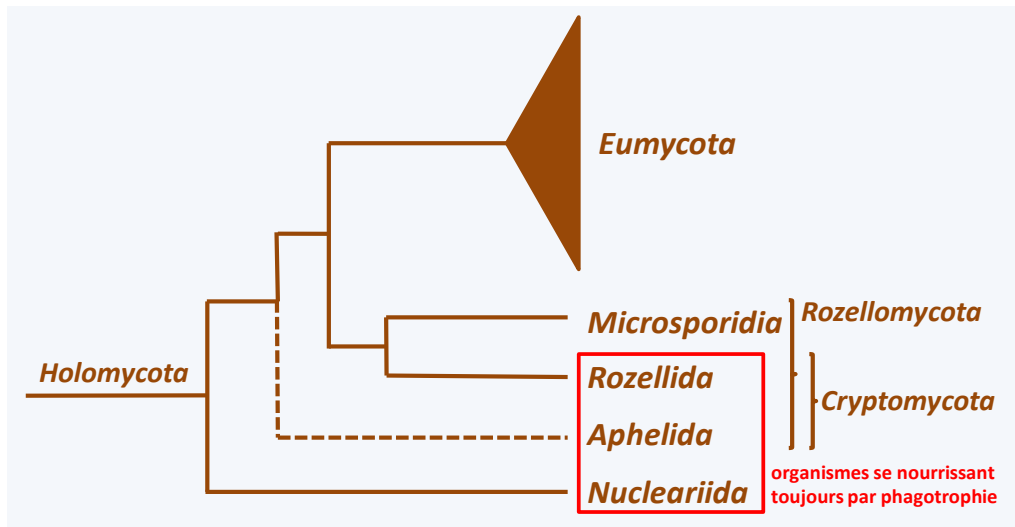 Eumycota
Microsporidia
Rozellomycota
Holomycota
Rozellida
Cryptomycota
Aphelida
organismes se nourrissant
toujours par phagotrophie
Nucleariida